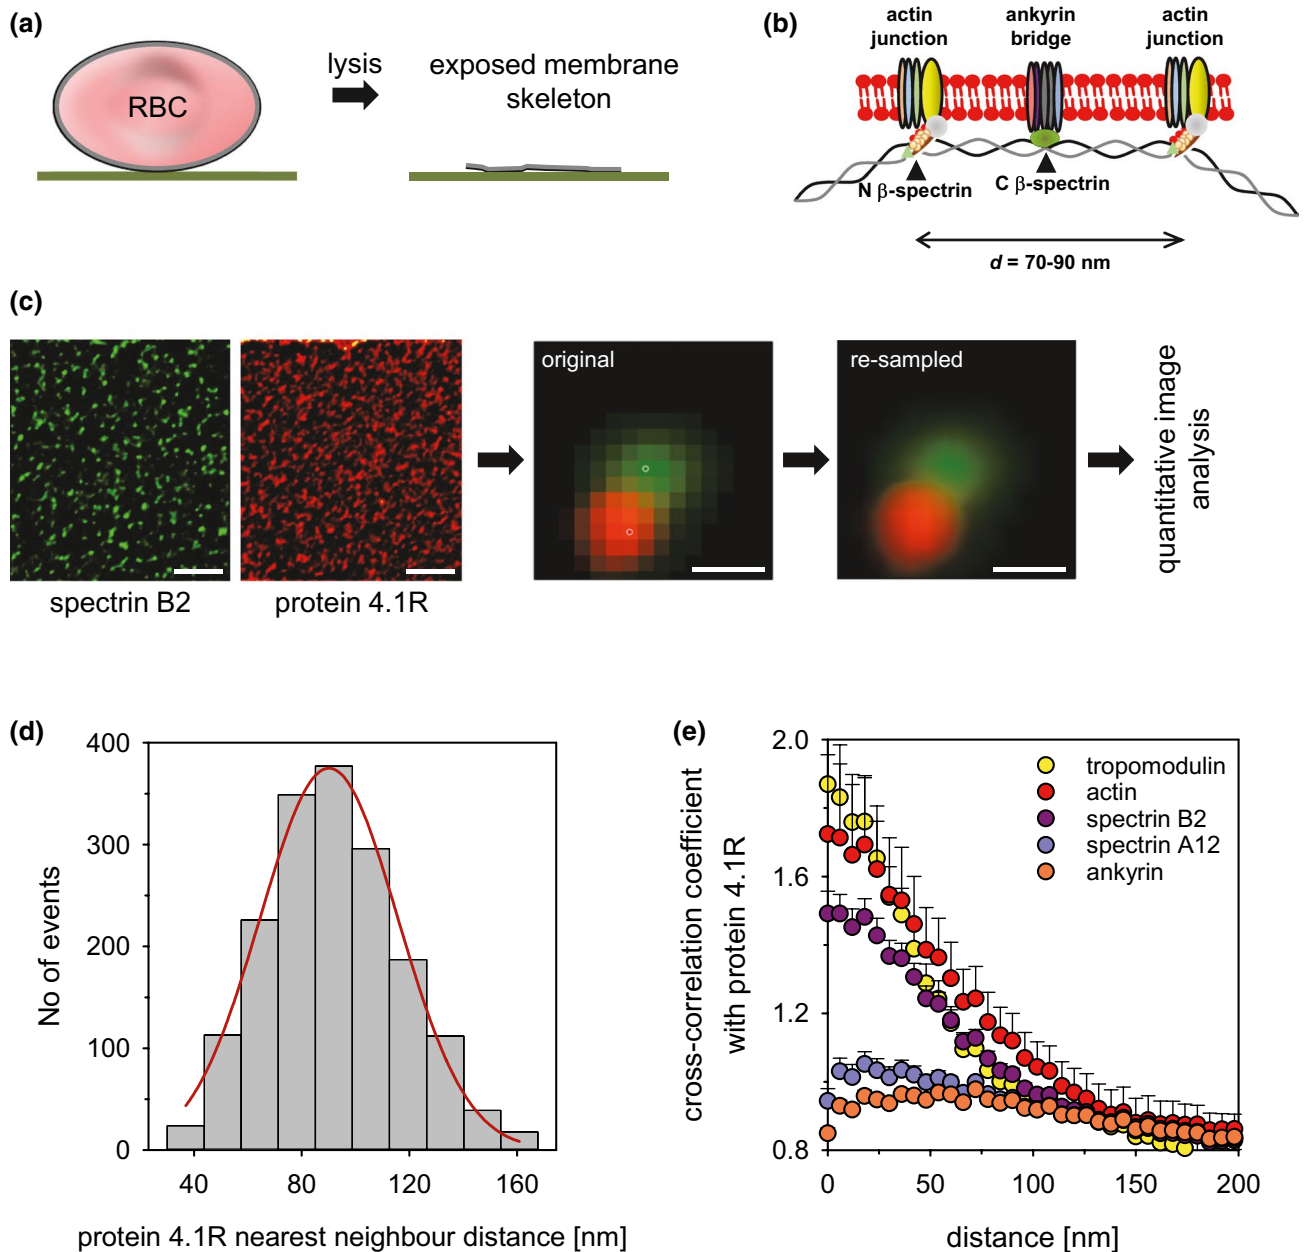 (a)
RBC
lysis
exposed membrane
skeleton
(b)
actin
junction
ankyrin
bridge
actin
junction
N β-spectrin
C β-spectrin
d = 70-90 nm
(c)
spectrin B2
protein 4.1R
original
re-sampled
quantitative image
analysis
(d)
No of events
400
300
200
100
0
40
80
120
160
protein 4.1R nearest neighbour distance [nm]
(e)
cross-correlation coefficient
with protein 4.1R
2.0
1.6
1.2
0.8
tropomodulin
actin
spectrin B2
spectrin A12
ankyrin
0
50
100
150
200
distance [nm]